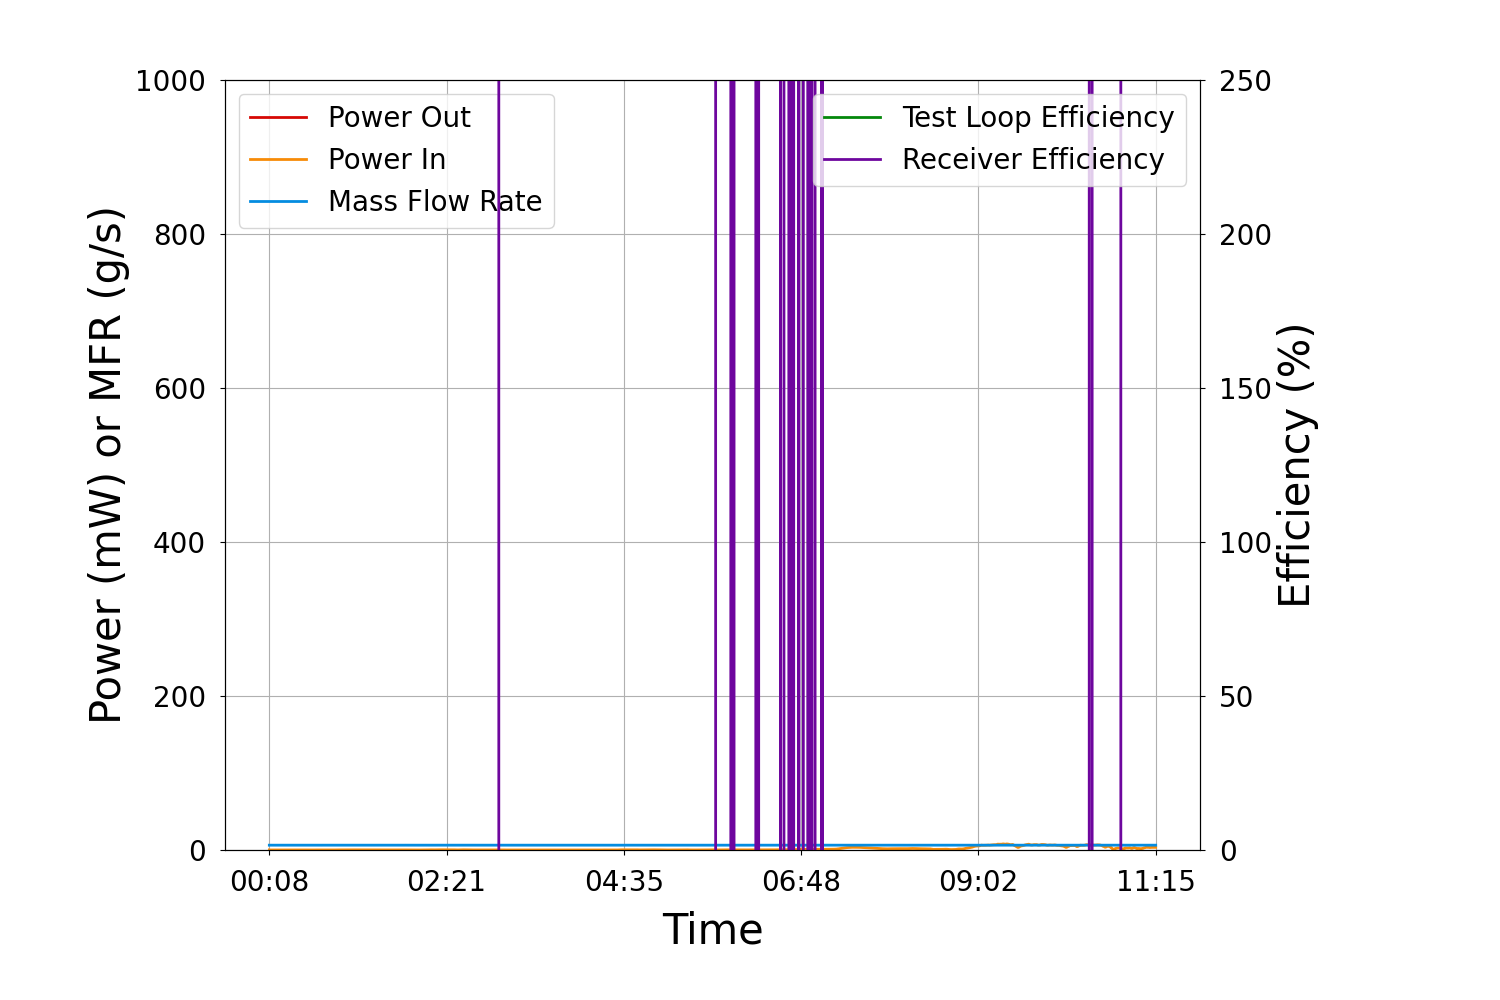 Power Out
Power In
Mass Flow Rate
Test Loop Efficiency
Receiver Efficiency
1000
800
600
400
200
0
Power (mW) or MFR (g/s)
250
200
150
100
50
0
Efficiency (%)
00:08 02:21 04:35 06:48 09:02 11:15
Time